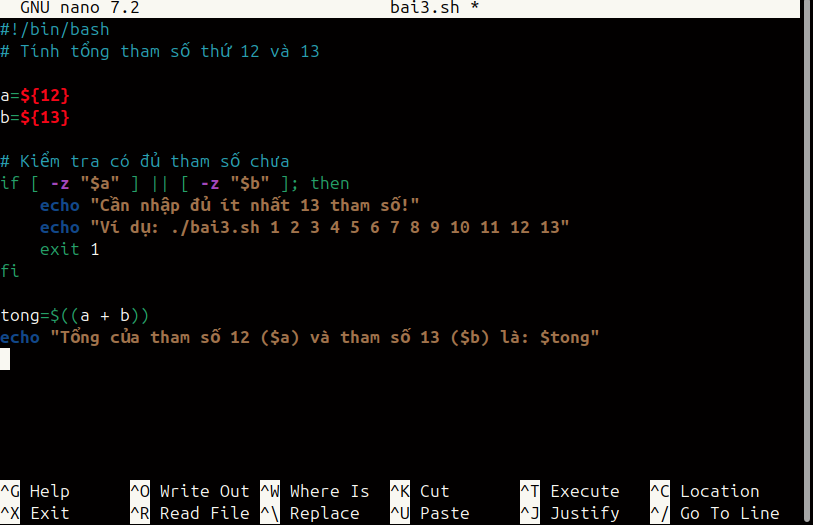 GNU nano 7.2 bai3.sh *
#!/bin/bash
# Tính tổng tham số thứ 12 và 13
a=${12}
b=${13}
# Kiểm tra có đủ tham số chưa
if [ -z "$a" ] || [ -z "$b" ]; then
    echo "Cần nhập đủ ít nhất 13 tham số!"
    echo "Ví dụ: ./bai3.sh 1 2 3 4 5 6 7 8 9 10 11 12 13"
    exit 1
fi
tong=$((a + b))
echo "Tổng của tham số 12 ($a) và tham số 13 ($b) là: $tong"
^G Help ^O Write Out ^W Where Is ^K Cut ^T Execute ^C Location
^X Exit ^R Read File ^\ Replace ^U Paste ^J Justify ^/ Go To Line